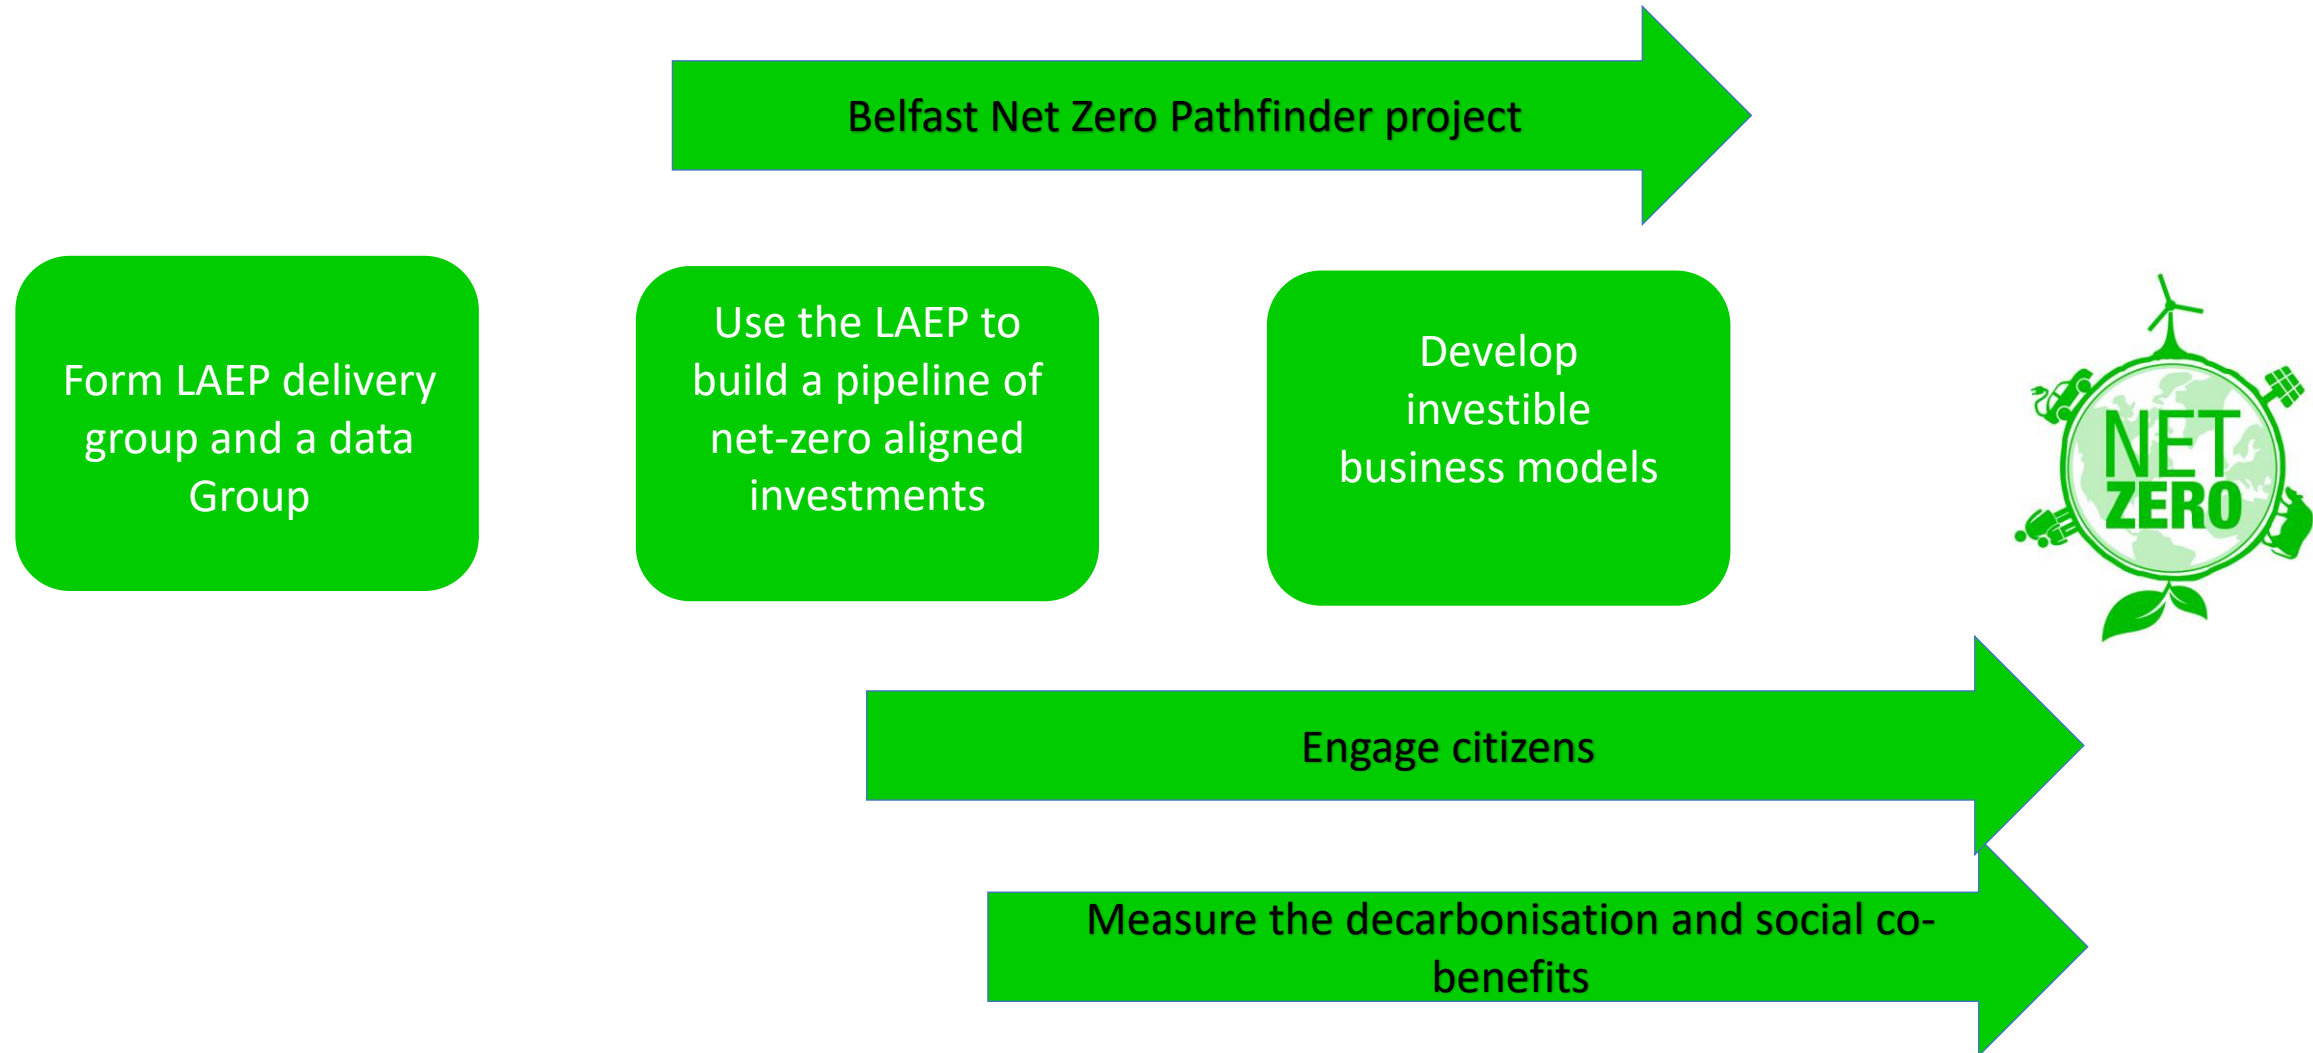 Belfast Net Zero Pathfinder project
Form LAEP delivery
group and a data
Group
Use the LAEP to
build a pipeline of
net-zero aligned
investments
Develop
investible
business models
NET
ZERO
Engage citizens
Measure the decarbonisation and social co-
benefits